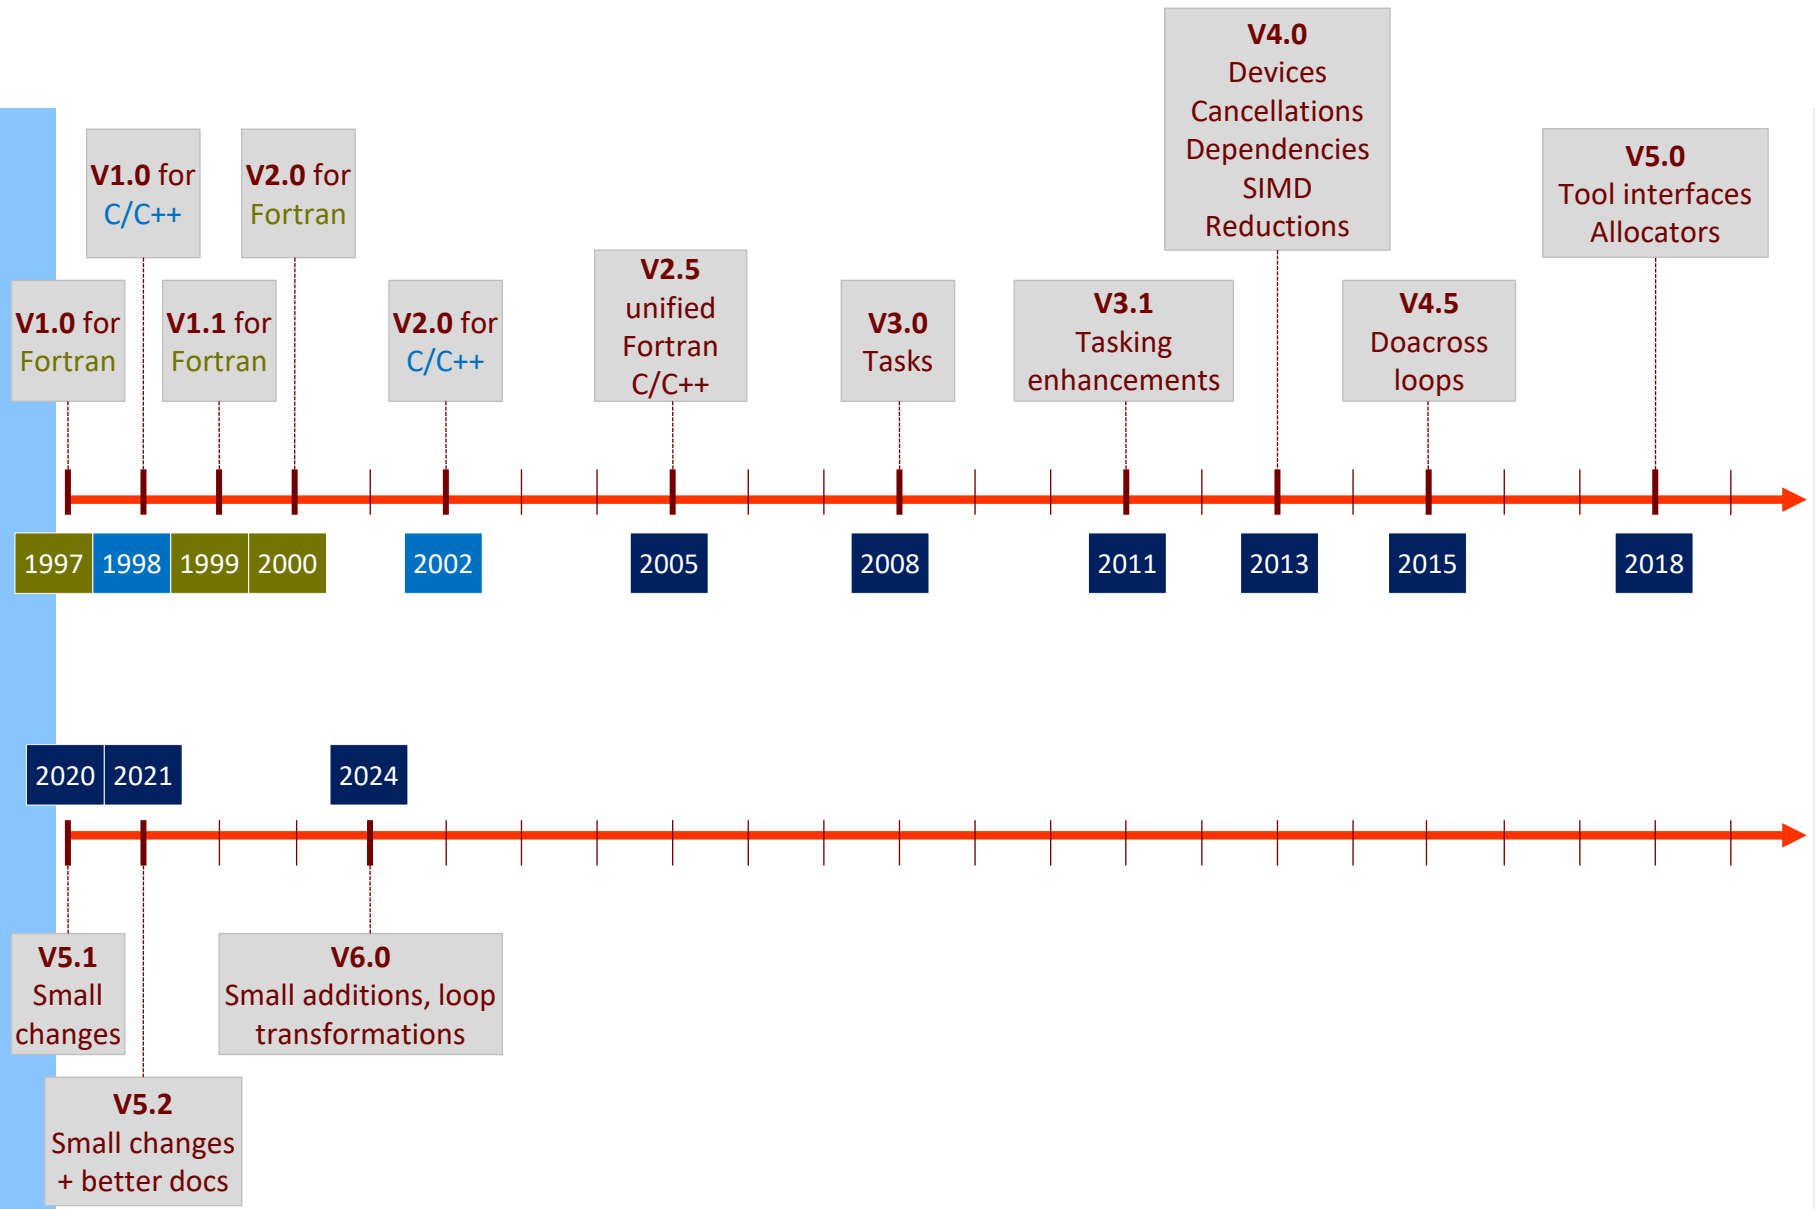 V1.0 for
Fortran
V1.0 for
C/C++
V1.1 for
Fortran
V2.0 for
Fortran
V2.0 for
C/C++
V2.5
unified
Fortran
C/C++
V3.0
Tasks
V3.1
Tasking
enhancements
V4.0
Devices
Cancellations
Dependencies
SIMD
Reductions
V4.5
Doacross
loops
V5.0
Tool interfaces
Allocators
1997
1998
1999
2000
2002
2005
2008
2011
2013
2015
2018
2020
2021
2024
V5.1
Small
changes
V5.2
Small changes
+ better docs
V6.0
Small additions, loop
transformations